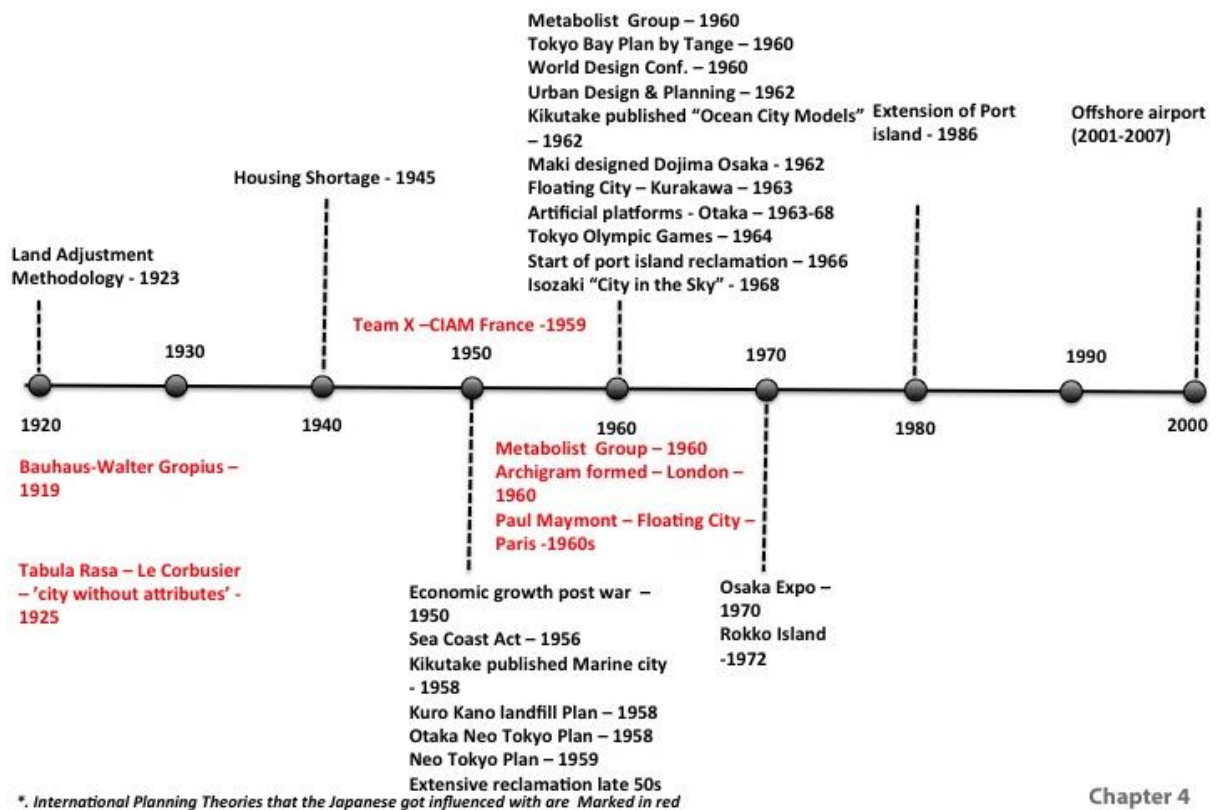 Metabolist Group – 1960
Tokyo Bay Plan by Tange – 1960
World Design Conf. – 1960
Urban Design & Planning – 1962
Kikutake published “Ocean City Models”
– 1962
Maki designed Dojima Osaka - 1962
Floating City – Kurakawa – 1963
Artificial platforms - Otaka – 1963-68
Tokyo Olympic Games – 1964
Start of port island reclamation – 1966
Isozaki “City in the Sky” - 1968
Extension of Port
island - 1986
Offshore airport
(2001-2007)
Housing Shortage - 1945
Land Adjustment
Methodology - 1923
Team X –CIAM France -1959
1930
1950
1970
1990
1920
1940
1960
1980
2000
Bauhaus-Walter Gropius –
1919
Tabula Rasa – Le Corbusier
– ’city without attributes’ -
1925
Metabolist Group – 1960
Archigram formed – London –
1960
Paul Maymont – Floating City –
Paris -1960s
Economic growth post war –
1950
Sea Coast Act – 1956
Kikutake published Marine city
- 1958
Kuro Kano landfill Plan – 1958
Otaka Neo Tokyo Plan – 1958
Neo Tokyo Plan – 1959
Extensive reclamation late 50s
Osaka Expo –
1970
Rokko Island
-1972
*. International Planning Theories that the Japanese got influenced with are Marked in red
Chapter 4